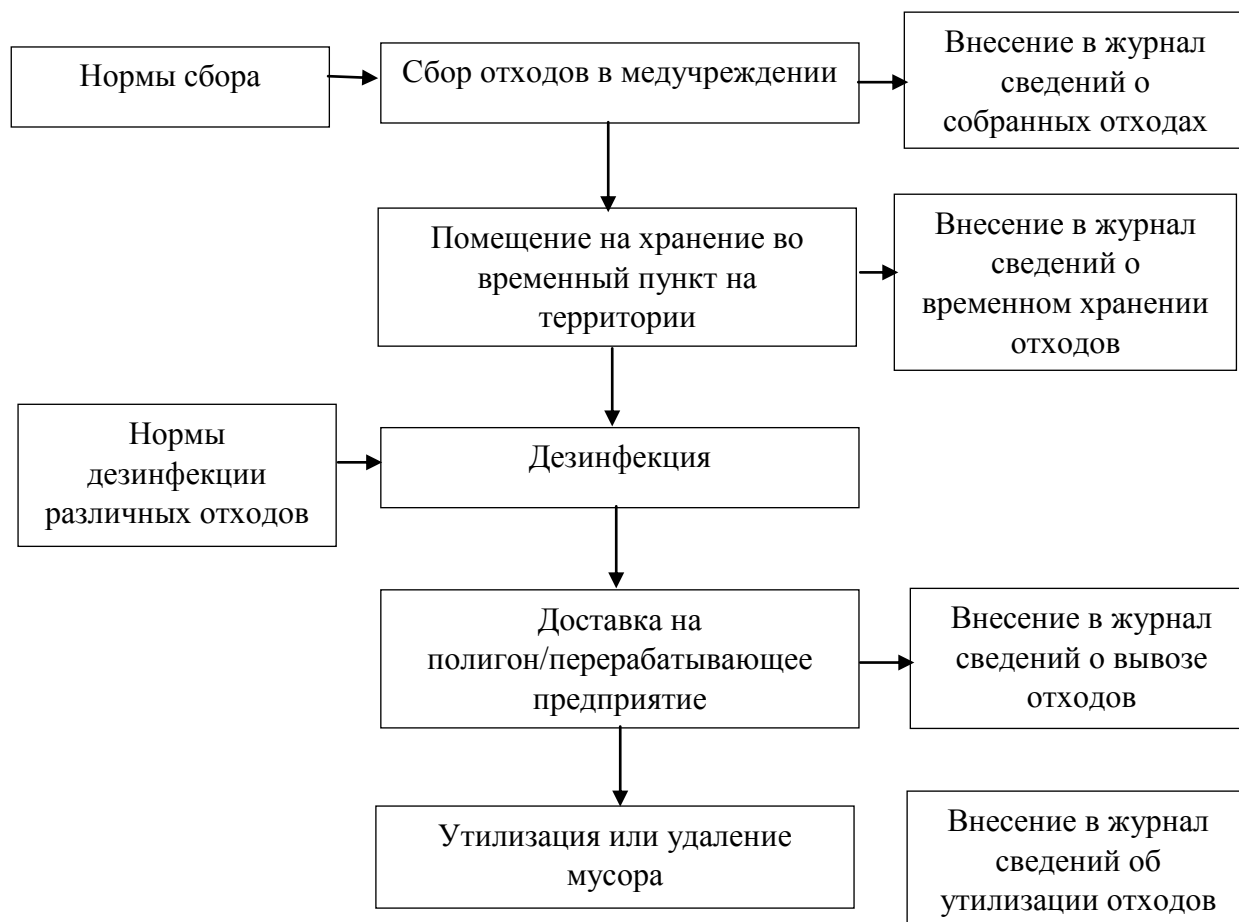 Нормы сбора
Сбор отходов в медучреждении
Внесение в журнал
сведений о
собранных отходах
Помещение на хранение во
временный пункт на
территории
Внесение в журнал
сведений о
временном хранении
отходов
Нормы
дезинфекции
различных отходов
Дезинфекция
Доставка на
полигон/перерабатывающее
предприятие
Внесение в журнал
сведений о вывозе
отходов
Утилизация или удаление
мусора
Внесение в журнал
сведений об
утилизации отходов